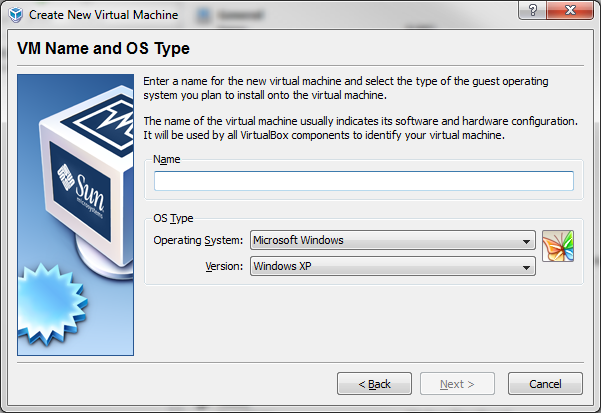 Create New Virtual Machine
?
VM Name and OS Type
Enter a name for the new virtual machine and select the type of the guest operating
system you plan to install onto the virtual machine.
The name of the virtual machine usually indicates its software and hardware configuration.
It will be used by all VirtualBox components to identify your virtual machine.
Sun
microsystems
Name
OS Type
Operating System: Microsoft Windows
Version: Windows XP
< Back Next > Cancel